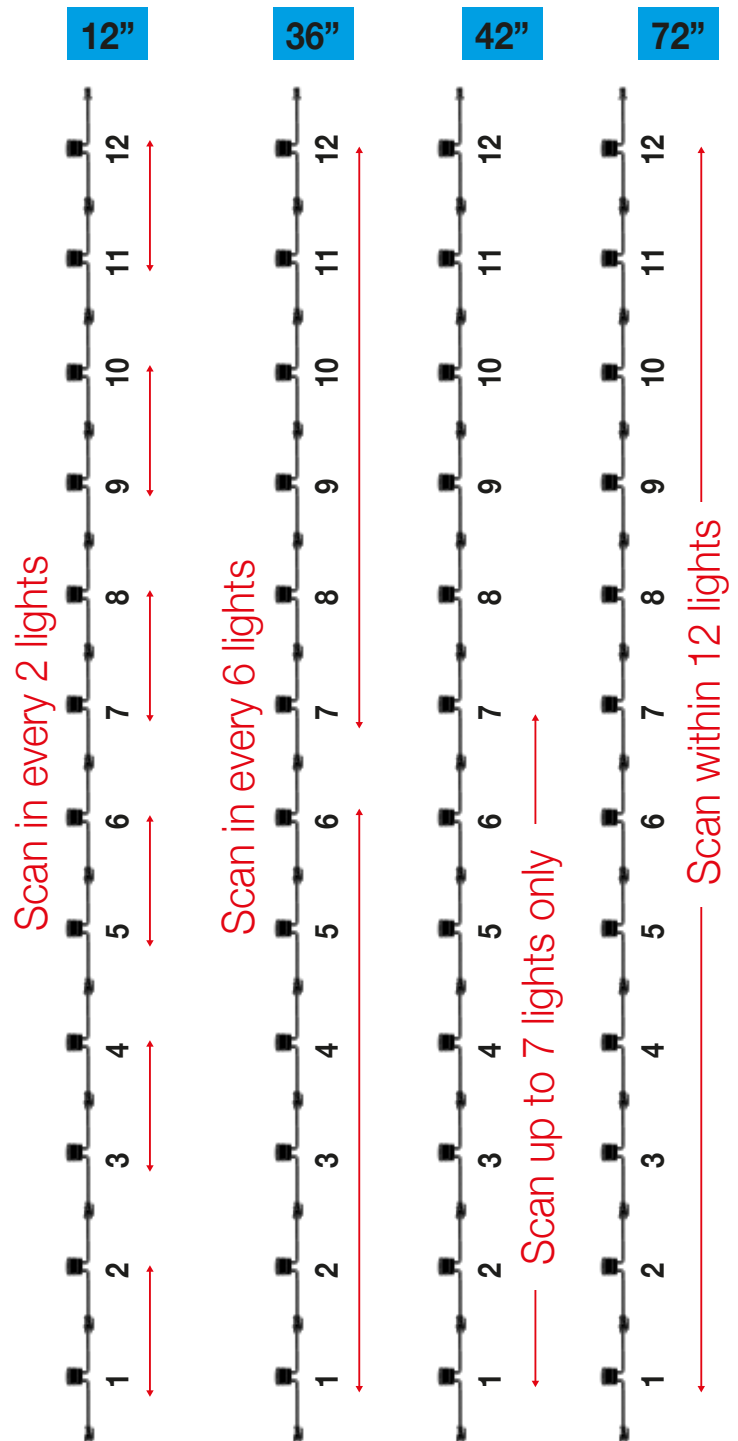 12”
36”
42”
72”
Scan in every 2 lights
1 2 3 4 5 6 7 8 9 10 11 12
Scan in every 6 lights
1 2 3 4 5 6 7 8 9 10 11 12
1 2 3 4 5 6 7 8 9 10 11 12
Scan up to 7 lights only
1 2 3 4 5 6 7 8 9 10 11 12
Scan within 12 lights